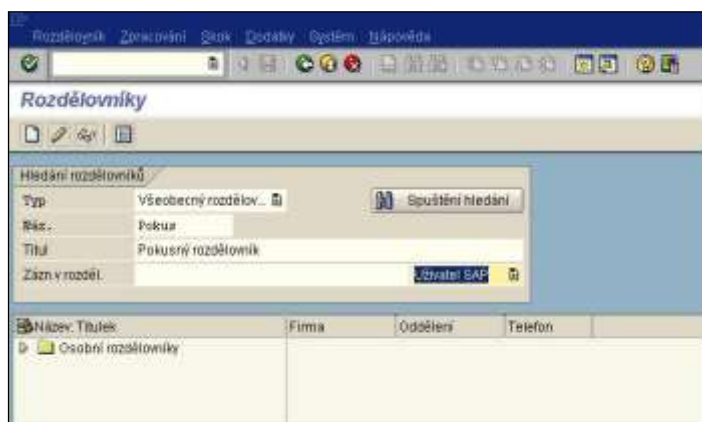 Rozdělovník Zpracování Skok Dodatky Systém Nápověda
Rozdělovníky
Hledání rozdělovníků
Typ Všeobecný rozdělov... Spuštění hledání
Náz. Pokus
Titul Pokusný rozdělovník
Zázn.v rozděl. Uživatel SAP
Název: Titulek Firma Oddělení Telefon
Osobní rozdělovníky